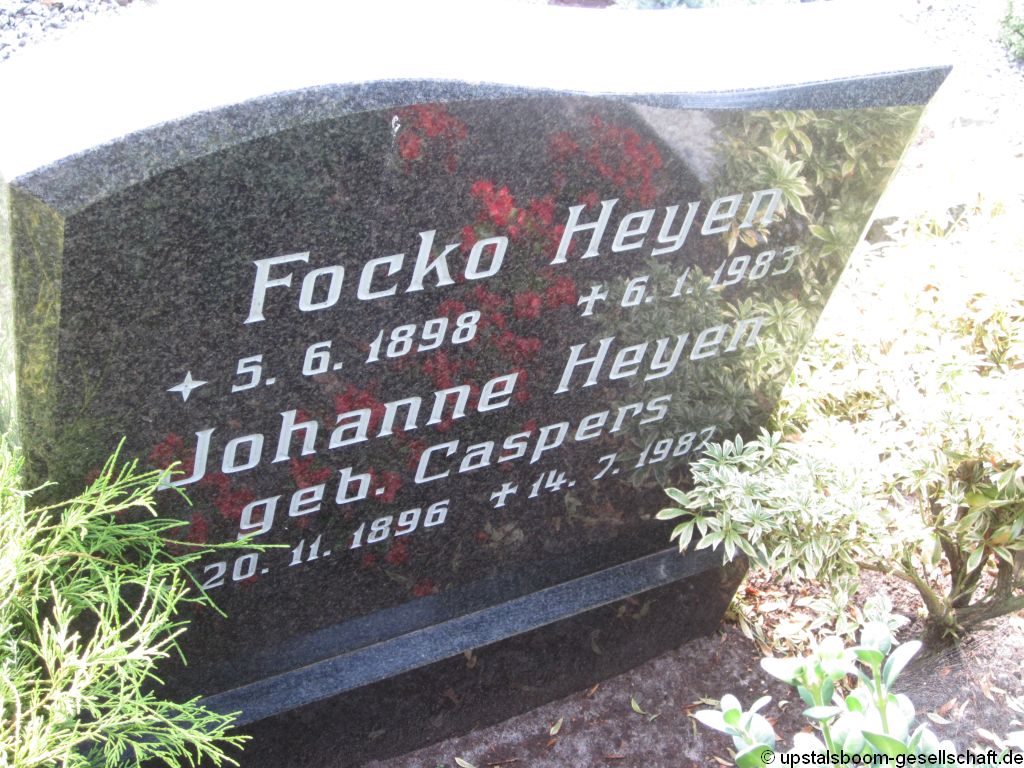 Focko Heyen
✦ 5. 6. 1898 ✝ 6. 1. 1983
Johanne Heyen
geb. Caspers
20. 11. 1896 ✝ 14. 7. 1983
© upstalsboom-gesellschaft.de